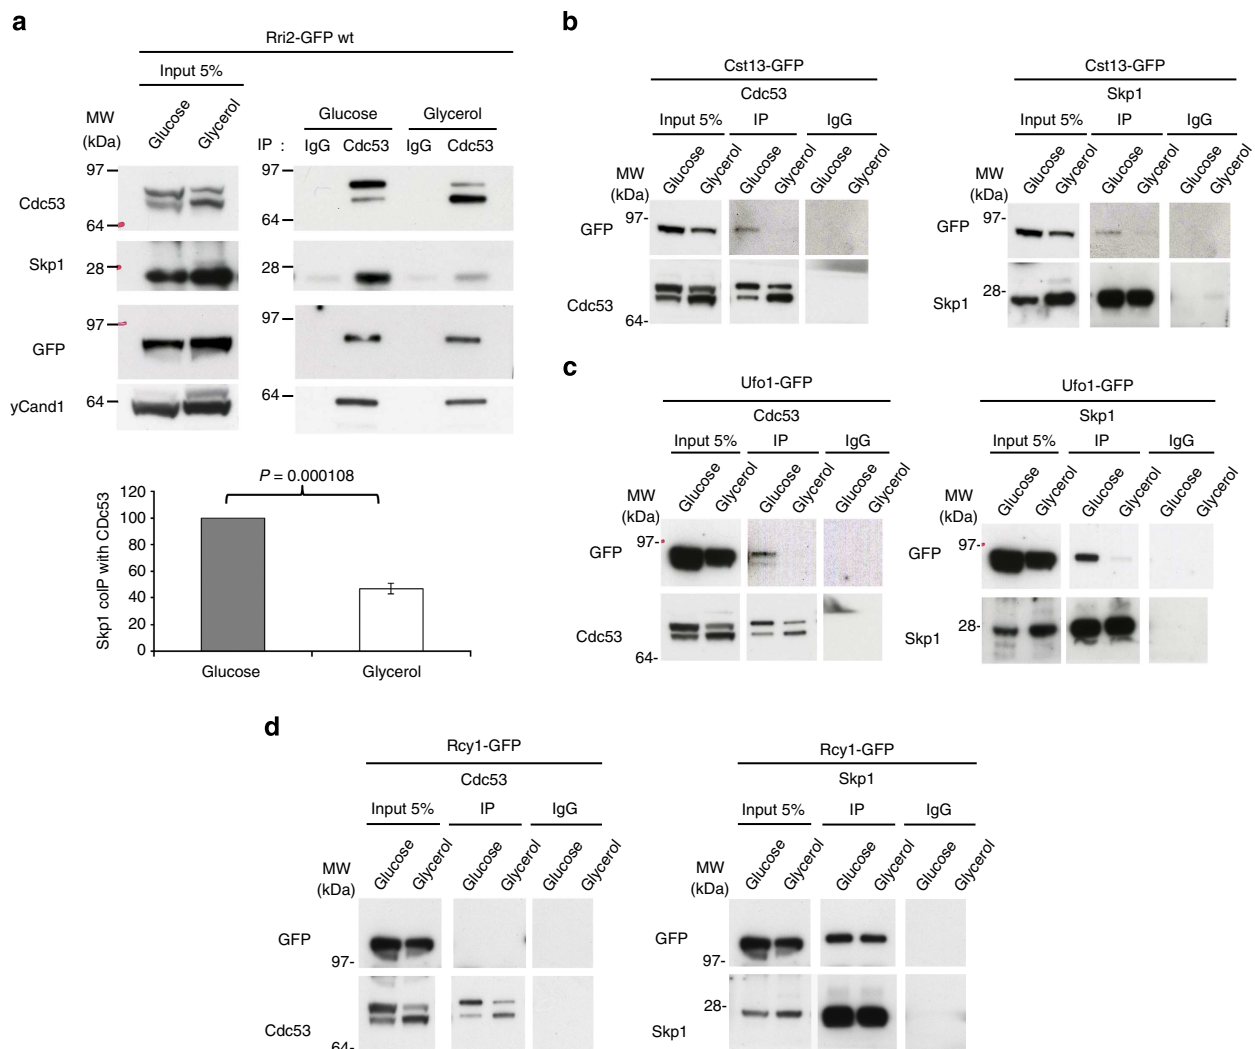 a
Rri2-GFP wt
Input 5%
MW
(kDa)
Glucose
Glycerol
Glucose
Glycerol
IP :
IgG
Cdc53
IgG
Cdc53
97
Cdc53
64
97
64
Skp1
28
28
97
GFP
97
yCand1
64
64
P = 0.000108
Skp1 coIP with CDc53
120
100
80
60
40
20
0
Glucose
Glycerol
b
Cst13-GFP
Cdc53
Input 5%
IP
IgG
MW
(kDa)
Glucose
Glycerol
Glucose
Glycerol
Glucose
Glycerol
97-
GFP
Cdc53
64-
Cst13-GFP
Skp1
Input 5%
IP
IgG
MW
(kDa)
Glucose
Glycerol
Glucose
Glycerol
Glucose
Glycerol
97-
GFP
28-
Skp1
c
Ufo1-GFP
Cdc53
Input 5%
IP
IgG
MW
(kDa)
Glucose
Glycerol
Glucose
Glycerol
Glucose
Glycerol
97-
GFP
Cdc53
64-
Ufo1-GFP
Skp1
Input 5%
IP
IgG
MW
(kDa)
Glucose
Glycerol
Glucose
Glycerol
Glucose
Glycerol
97-
GFP
28-
Skp1
d
Rcy1-GFP
Cdc53
Input 5%
IP
IgG
MW
(kDa)
Glucose
Glycerol
Glucose
Glycerol
Glucose
Glycerol
GFP
97-
Cdc53
64-
Rcy1-GFP
Skp1
Input 5%
IP
IgG
MW
(kDa)
Glucose
Glycerol
Glucose
Glycerol
Glucose
Glycerol
GFP
97-
28-
Skp1